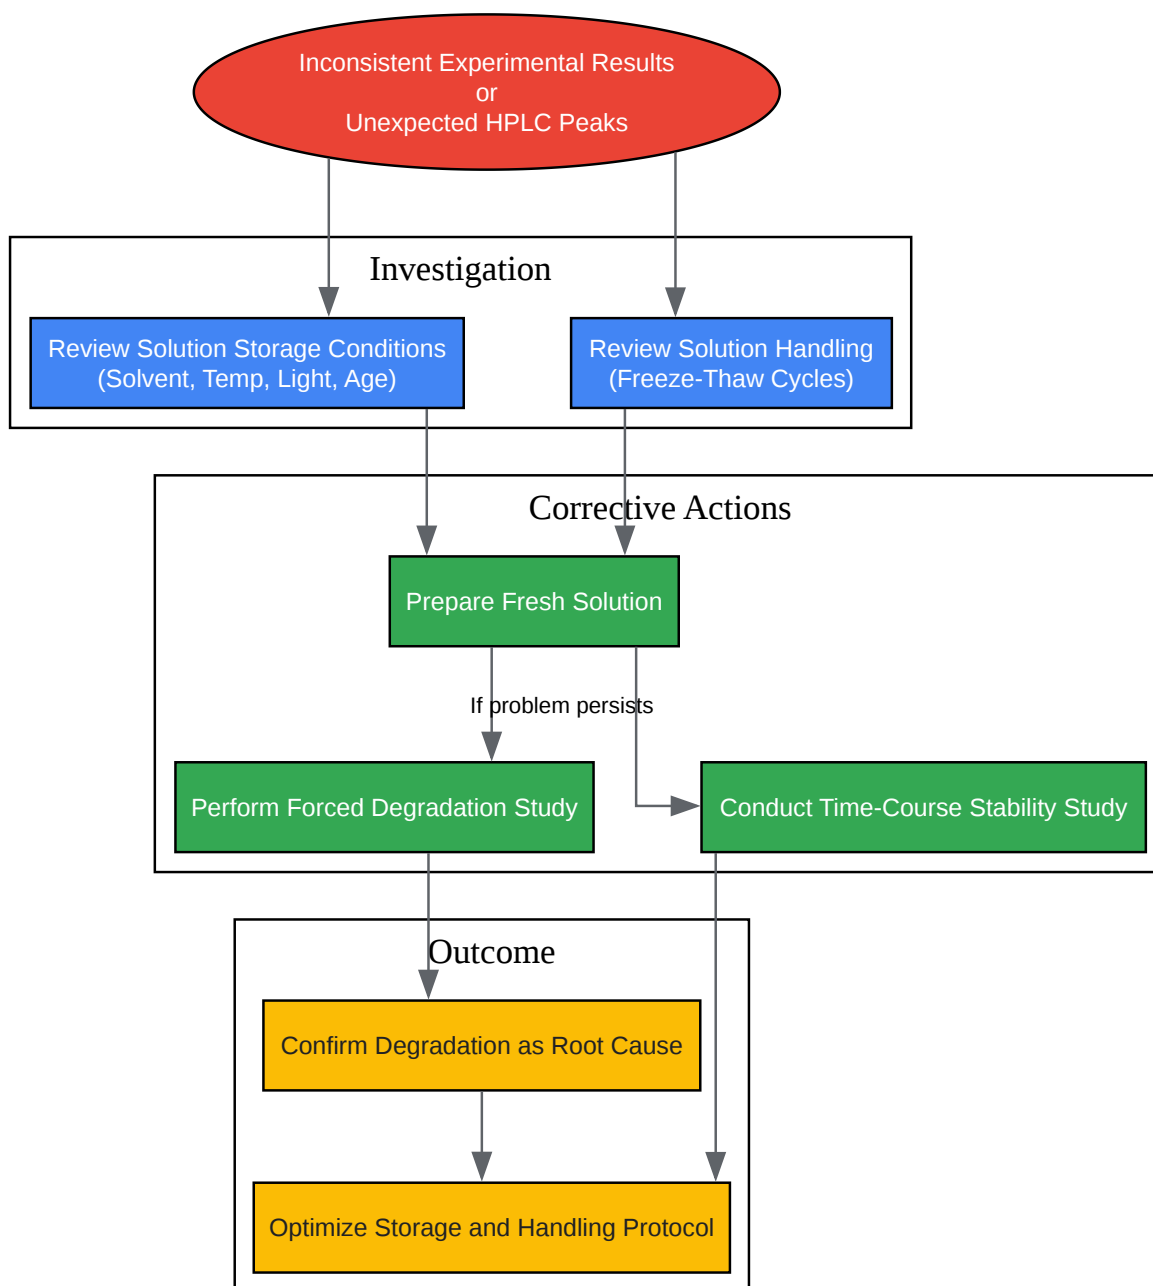 Inconsistent Experimental Results
or
Unexpected HPLC Peaks
Investigation
Review Solution Storage Conditions
(Solvent, Temp, Light, Age)
Review Solution Handling
(Freeze-Thaw Cycles)
Corrective Actions
Prepare Fresh Solution
If problem persists
Perform Forced Degradation Study
Conduct Time-Course Stability Study
Outcome
Confirm Degradation as Root Cause
Optimize Storage and Handling Protocol